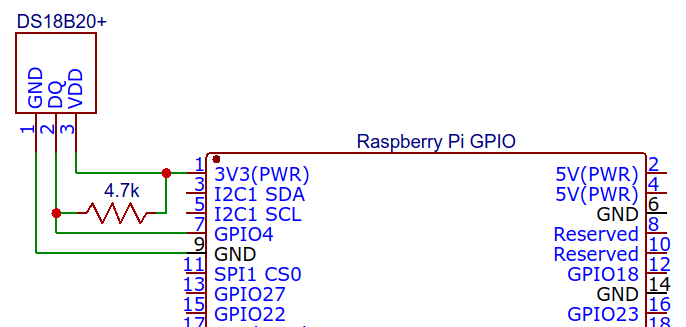 DS18B20+
GND
DQ
VDD
1
2
3
4.7k
Raspberry Pi GPIO
1 3V3(PWR) 5V(PWR) 2
3 I2C1 SDA 5V(PWR) 4
5 I2C1 SCL GND 6
7 GPIO4 Reserved 8
9 GND Reserved 10
11 SPI1 CS0 GPIO18 12
13 GPIO27 GND 14
15 GPIO22 GPIO23 16
17 18